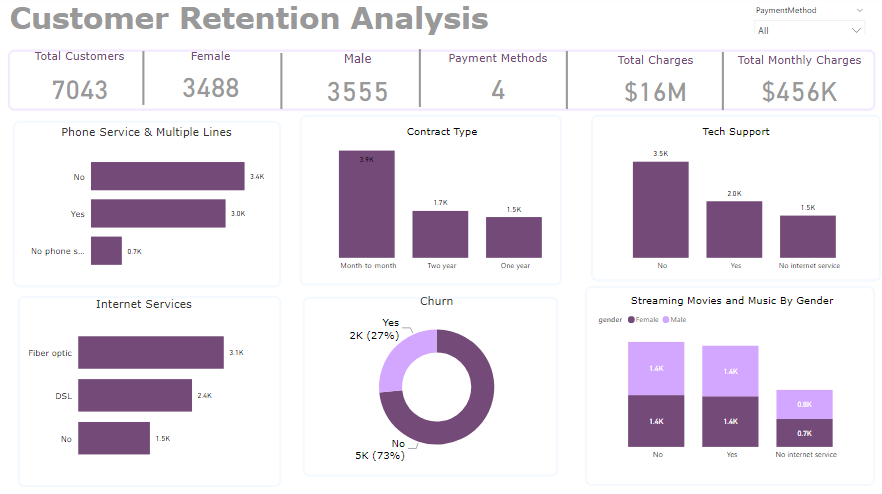 Customer Retention Analysis
PaymentMethod
All
Total Customers
7043
Female
3488
Male
3555
Payment Methods
4
Total Charges
$16M
Total Monthly Charges
$456K
Phone Service & Multiple Lines
No
3.4K
Yes
3.0K
No phone s...
0.7K
Contract Type
3.9K
1.7K
1.5K
Month to month
Two year
One year
Tech Support
3.5K
2.0K
1.5K
No
Yes
No internet service
Internet Services
Fiber optic
3.1K
DSL
2.4K
No
1.5K
Churn
Yes
2K (27%)
No
5K (73%)
Streaming Movies and Music By Gender
gender Female Male
1.4K
1.4K
0.8K
1.4K
1.4K
0.7K
No
Yes
No internet service